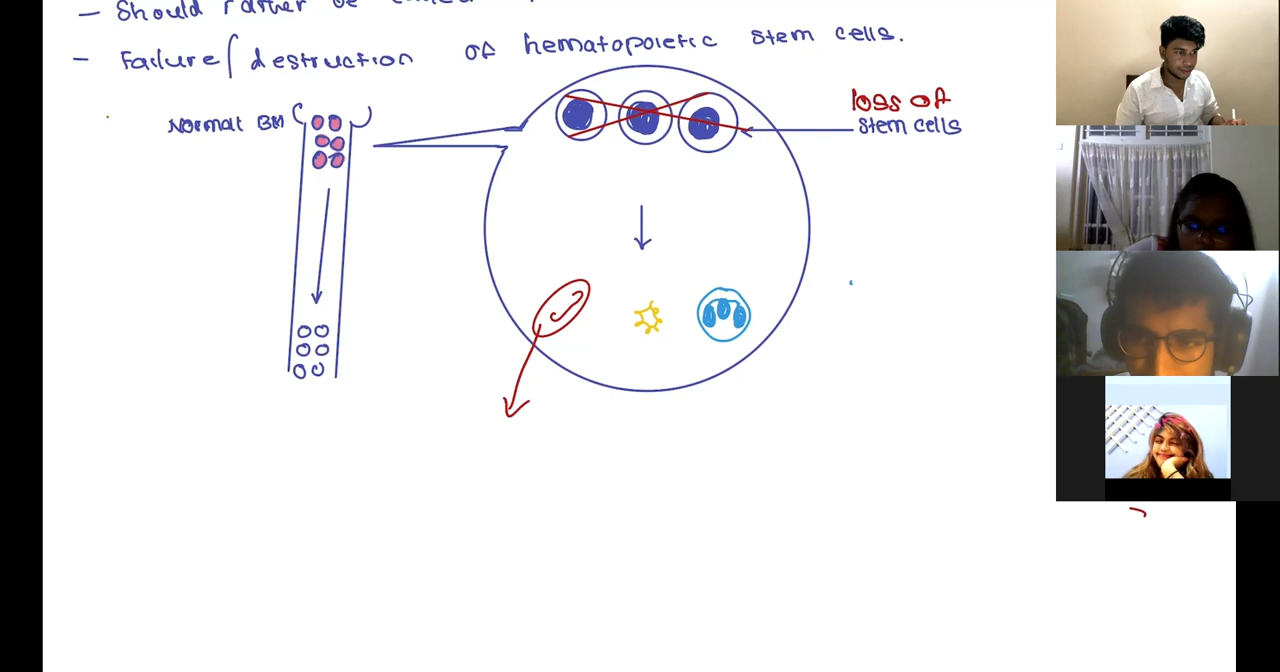 – Should rather be
– Failure/destruction of hematopoietic stem cells.
loss of
Normal BM
stem cells